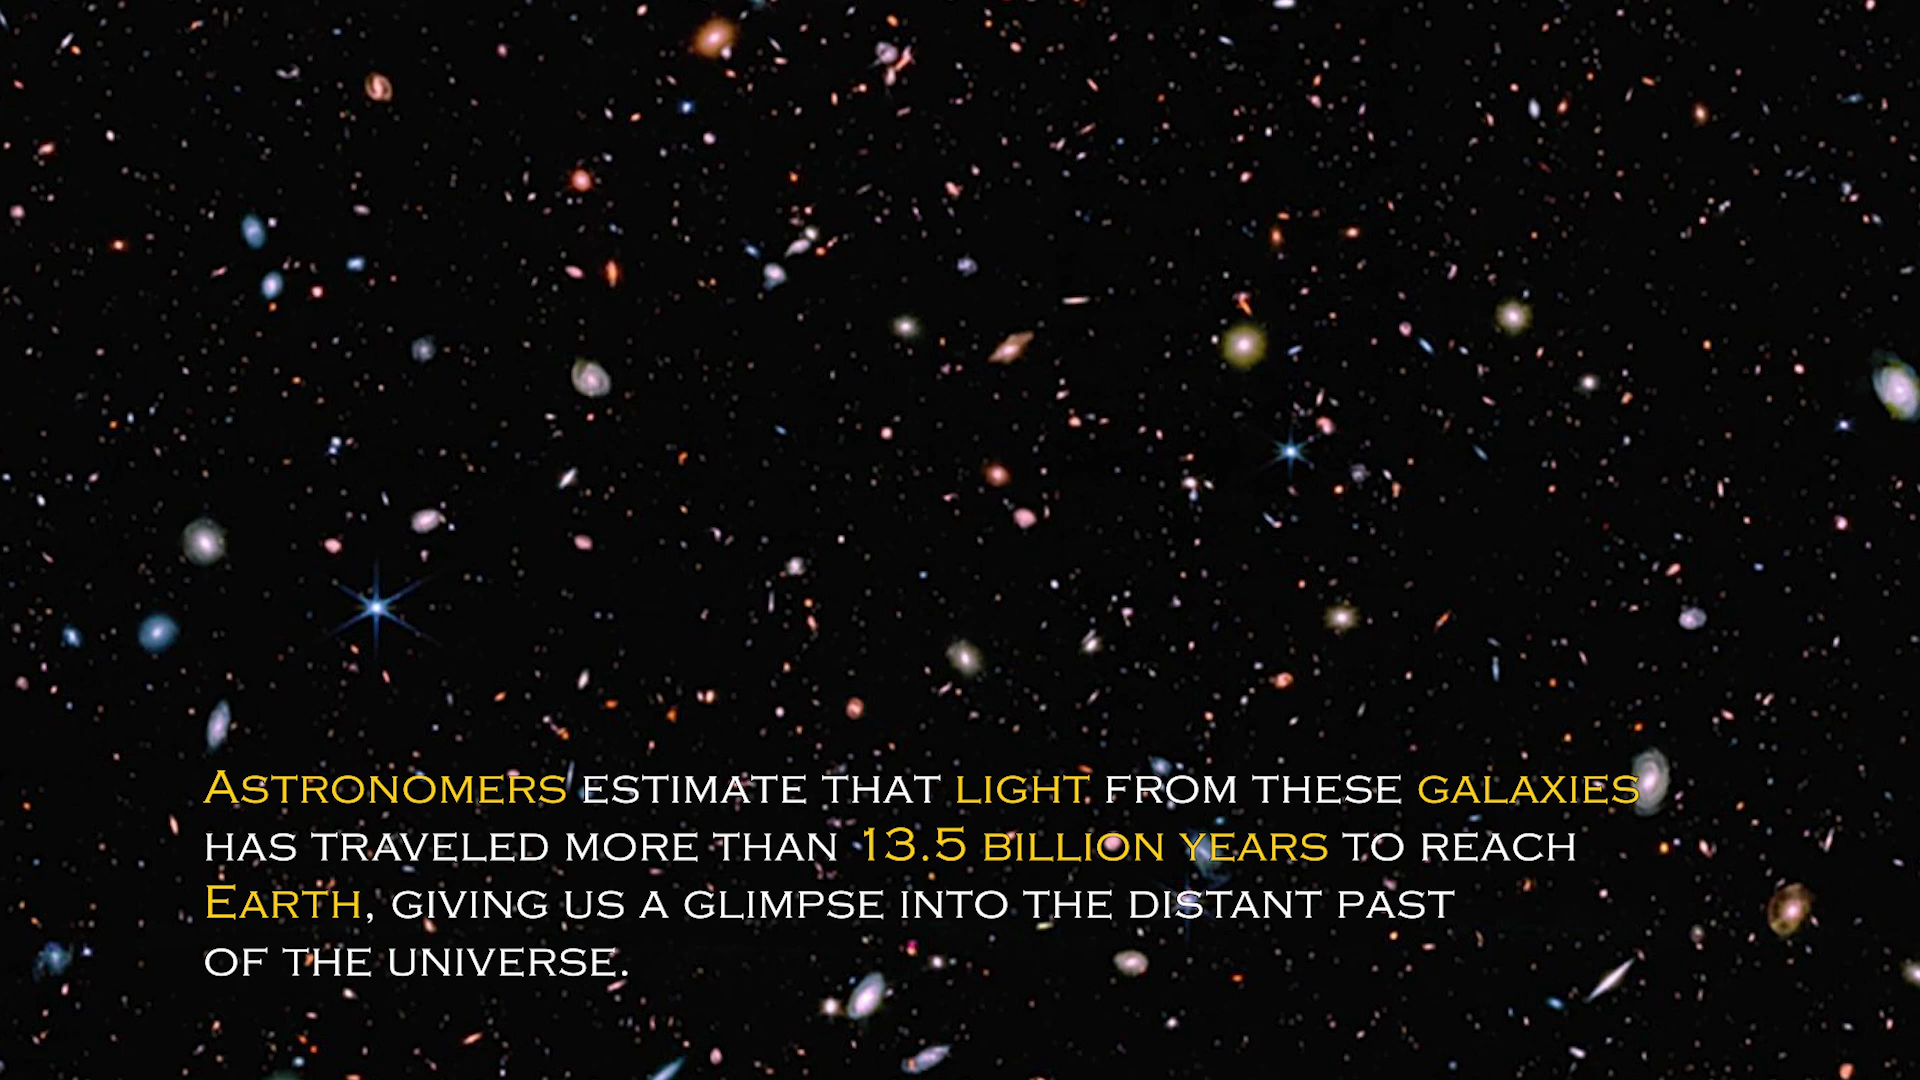 Astronomers estimate that light from these galaxies
has traveled more than 13.5 billion years to reach
Earth, giving us a glimpse into the distant past
of the universe.